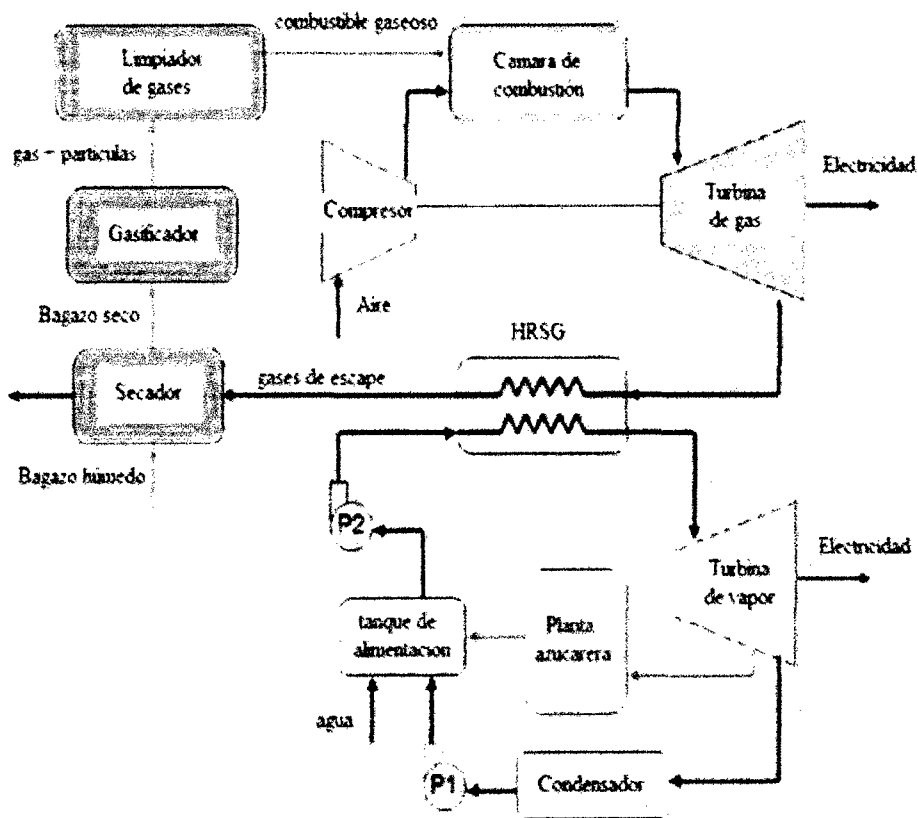 combustible gaseoso
Limpiador
de gases
Camara de
combustión
gas - particulas
Electricidad
Turbina
de gas
Compresor
Gasificador
Bagazo seco
Aire
HRSG
gases de escape
Secador
Bagazo húmedo
P2
Electricidad
Turbina
de vapor
tanque de
alimentacion
Planta
azucarera
agua
P1
Condensador